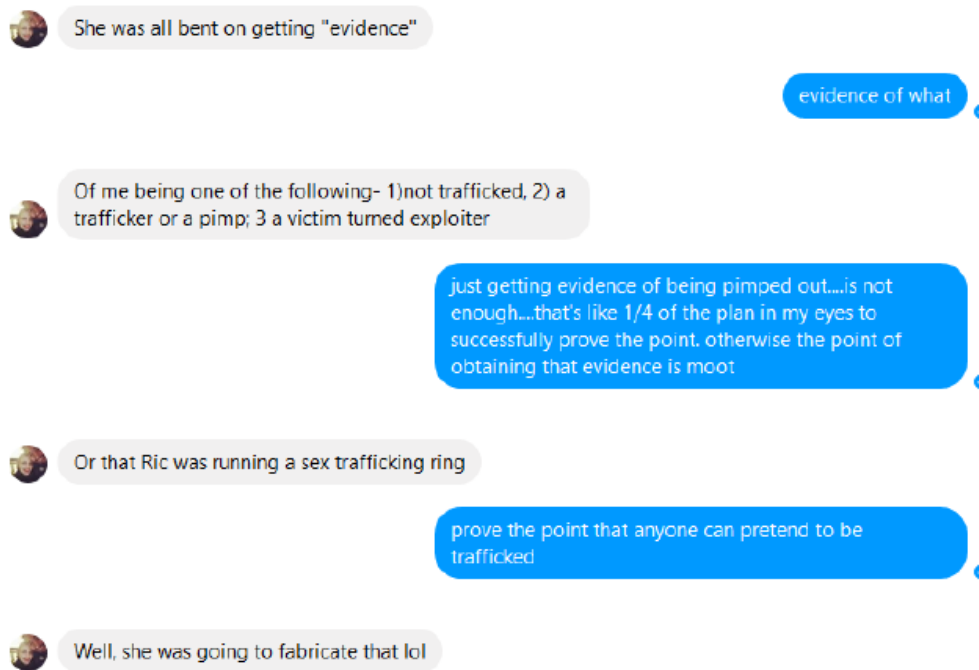 She was all bent on getting "evidence"
evidence of what
Of me being one of the following- 1)not trafficked, 2) a
trafficker or a pimp; 3 a victim turned exploiter
just getting evidence of being pimped out....is not
enough....that's like 1/4 of the plan in my eyes to
successfully prove the point. otherwise the point of
obtaining that evidence is moot
Or that Ric was running a sex trafficking ring
prove the point that anyone can pretend to be
trafficked
Well, she was going to fabricate that lol